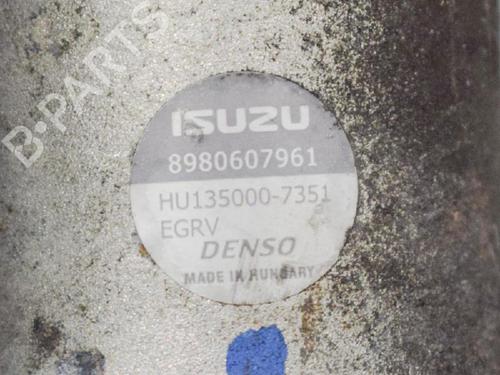 B-PARTS
ISUZU
8980607961
HU135000-7351
EGRV
DENSO
MADE IN HUNGARY